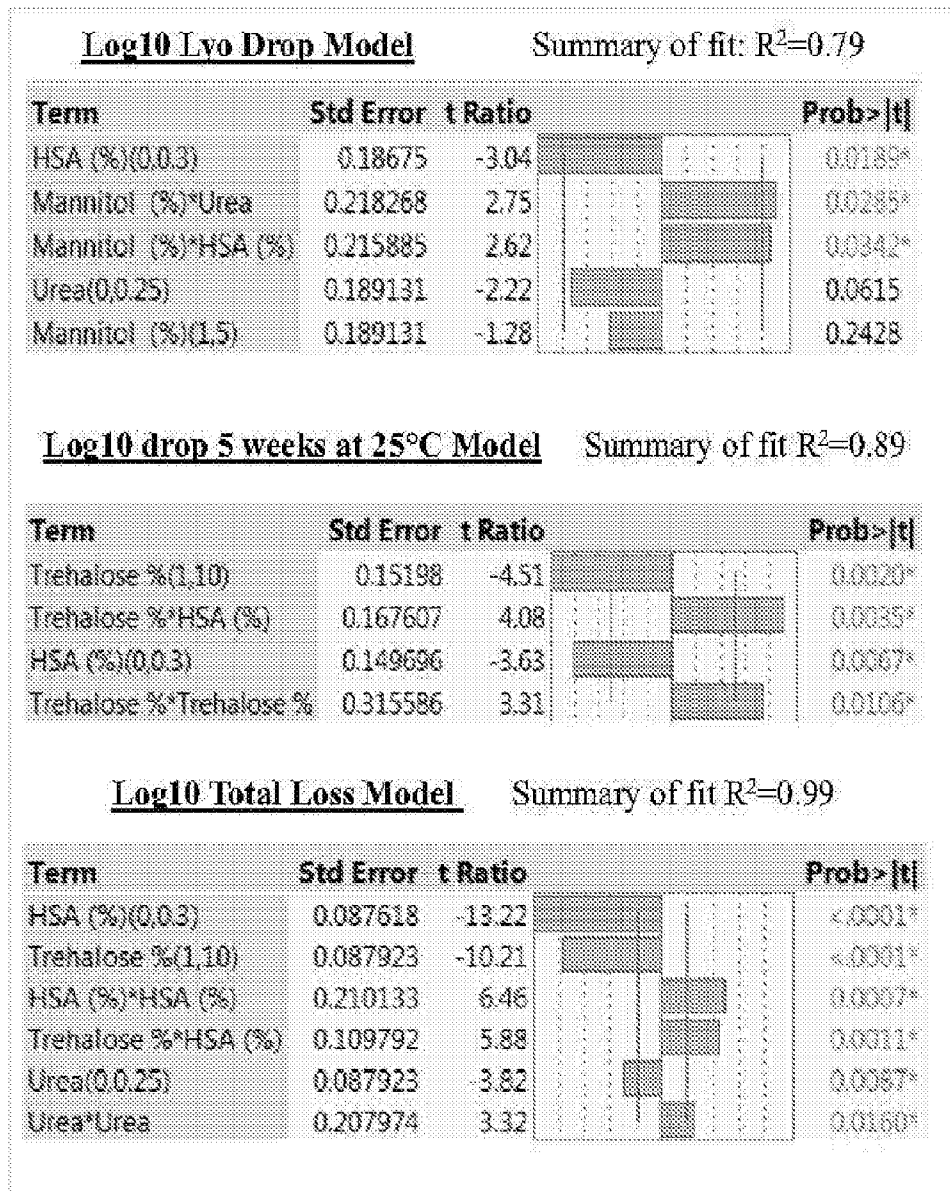 Log10 Lyo Drop Model Summary of fit: R²=0.79
Term Std Error t Ratio Prob>|t|
HSA (%)(0,0.3) 0.18675 -3.04 0.0189*
Mannitol (%)*Urea 0.218268 2.75 0.0285*
Mannitol (%)*HSA (%) 0.215885 2.62 0.0342*
Urea(0,0.25) 0.189131 -2.22 0.0615
Mannitol (%)(1,5) 0.189131 -1.28 0.2428
Log10 drop 5 weeks at 25°C Model Summary of fit R²=0.89
Term Std Error t Ratio Prob>|t|
Trehalose %(1,10) 0.15198 -4.51 0.0020*
Trehalose %*HSA (%) 0.167607 4.08 0.0035*
HSA (%)(0,0.3) 0.149696 -3.63 0.0067*
Trehalose %*Trehalose % 0.315586 3.31 0.0106*
Log10 Total Loss Model Summary of fit R²=0.99
Term Std Error t Ratio Prob>|t|
HSA (%)(0,0.3) 0.087618 -13.22 <.0001*
Trehalose %(1,10) 0.087923 -10.21 <.0001*
HSA (%)*HSA (%) 0.210133 6.46 0.0007*
Trehalose %*HSA (%) 0.109792 5.88 0.0011*
Urea(0,0.25) 0.087923 -3.82 0.0087*
Urea*Urea 0.207974 3.32 0.0160*